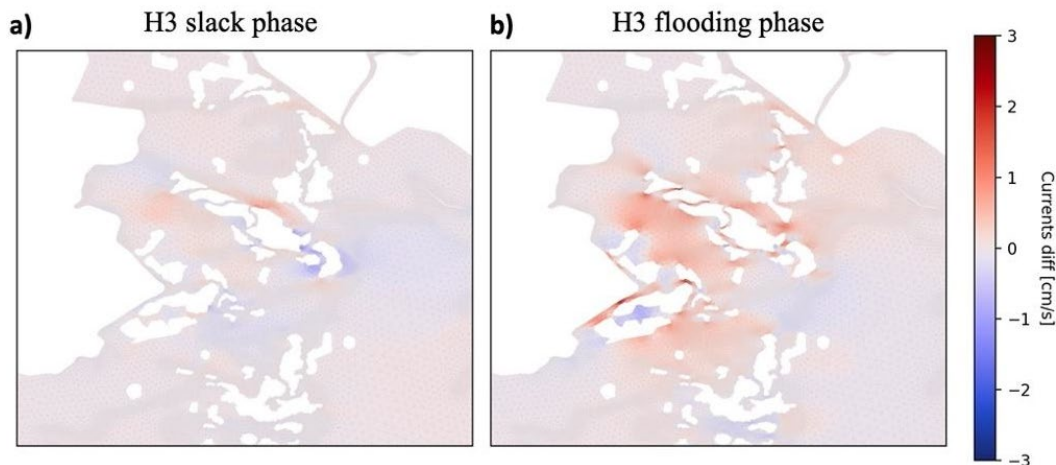 a) H3 slack phase
b) H3 flooding phase
3
2
1
0
−1
−2
−3
Currents diff [cm/s]